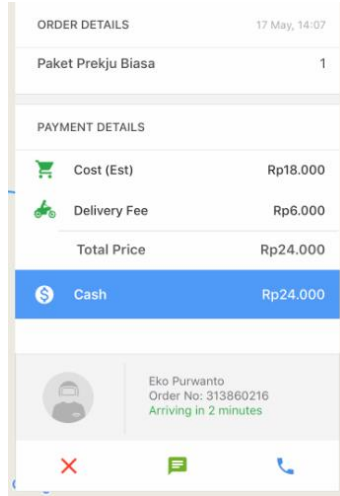 ORDER DETAILS 17 May, 14:07
Paket Prekju Biasa 1
PAYMENT DETAILS
Cost (Est) Rp18.000
Delivery Fee Rp6.000
Total Price Rp24.000
Cash Rp24.000
Eko Purwanto
Order No: 313860216
Arriving in 2 minutes